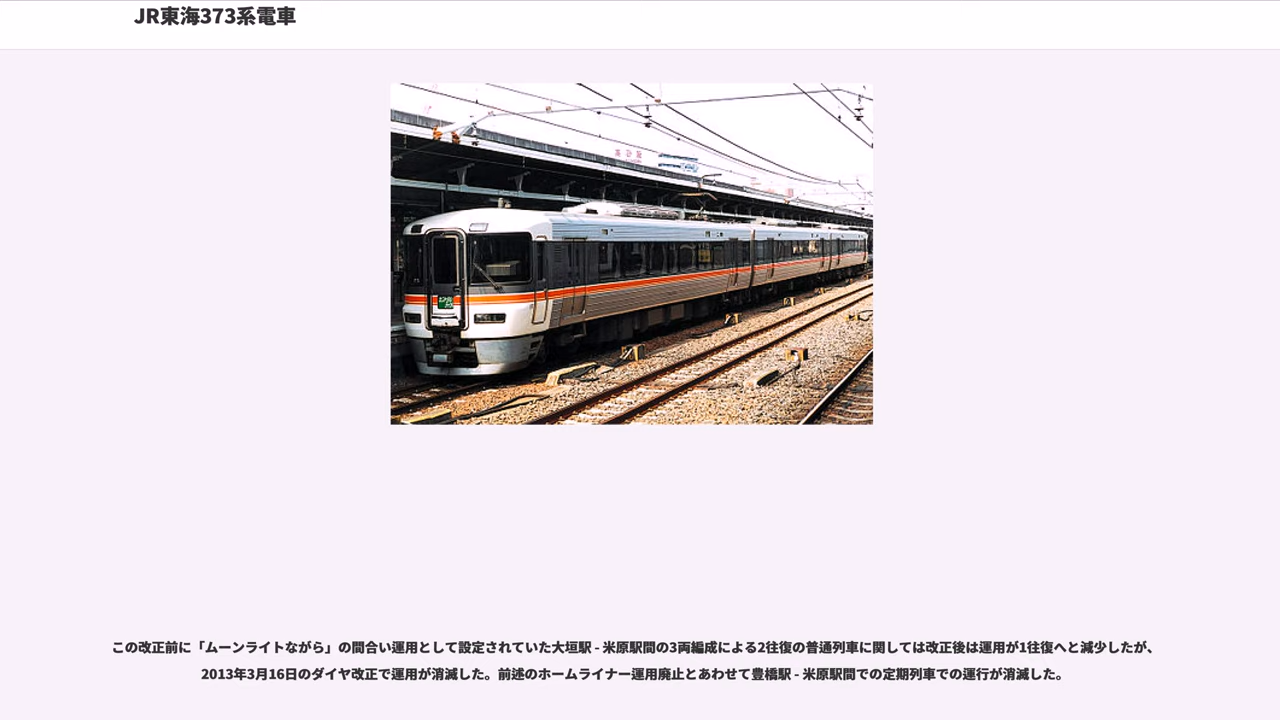 JR東海373系電車
この改正前に「ムーンライトながら」の間合い運用として設定されていた大垣駅 - 米原駅間の3両編成による2往復の普通列車に関しては改正後は運用が1往復へと減少したが、
2013年3月16日のダイヤ改正で運用が消滅した。前述のホームライナー運用廃止とあわせて豊橋駅 - 米原駅間での定期列車での運行が消滅した。